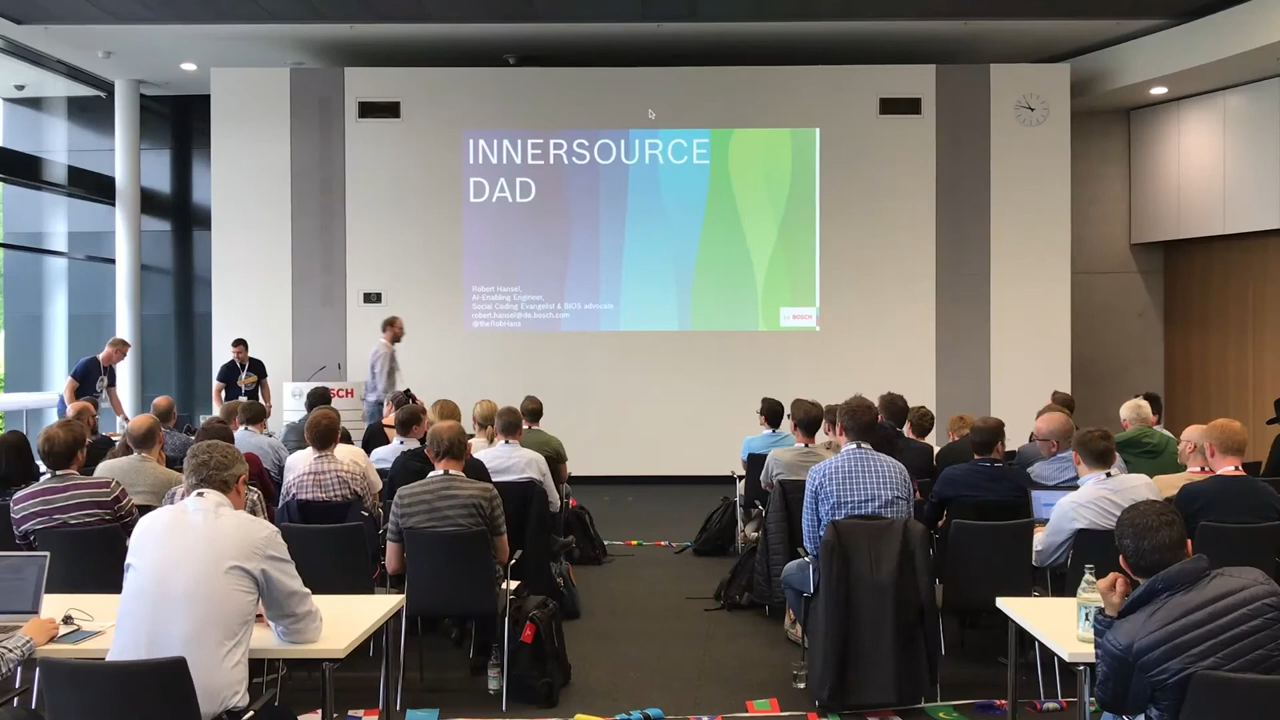 INNERSOURCE
DAD
Robert Hansel,
AI-Enabling Engineer,
Social Coding Evangelist & BIOS advocate
robert.hansel@de.bosch.com
@theRobHans
BOSCH
SCH